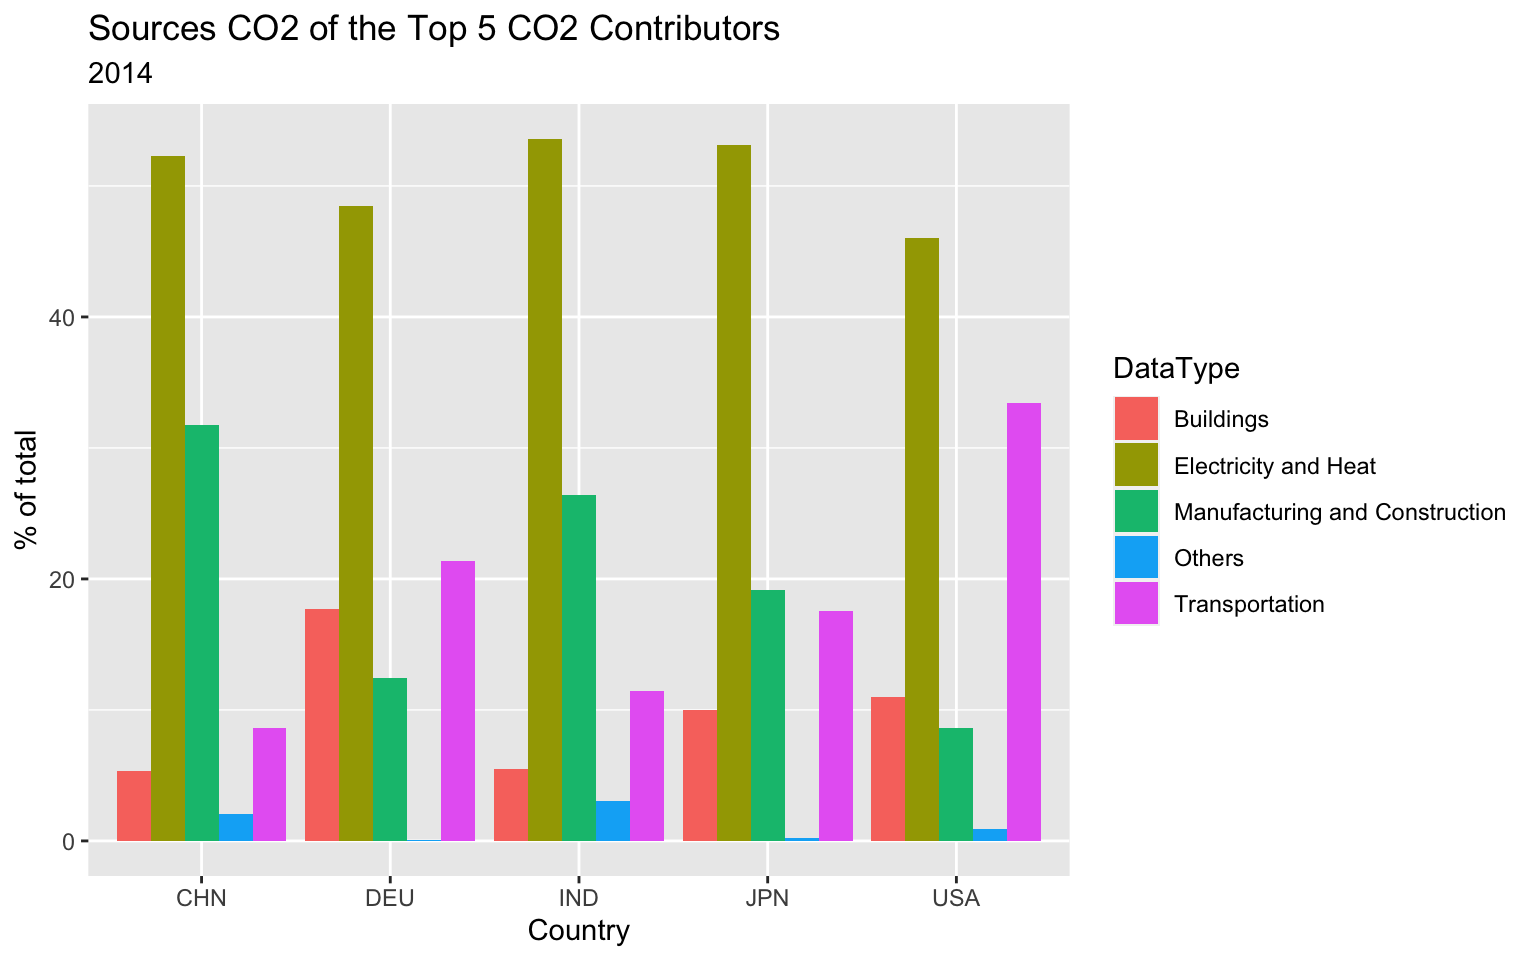 Sources CO2 of the Top 5 CO2 Contributors
2014
% of total
40
20
0
CHN DEU IND JPN USA
Country
DataType
Buildings
Electricity and Heat
Manufacturing and Construction
Others
Transportation